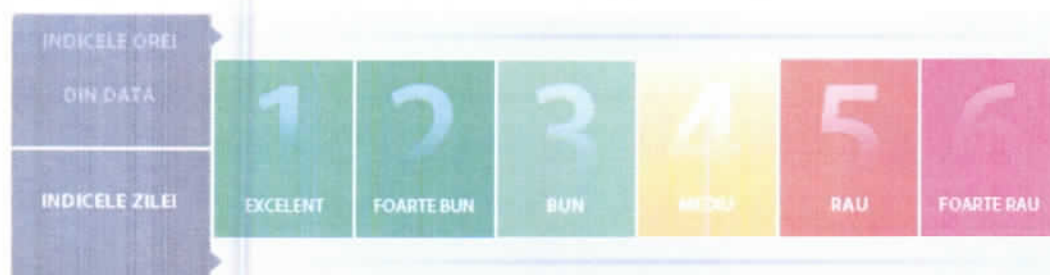 INDICELE OREI
DIN DATA
INDICELE ZILEI
1
EXCELENT
2
FOARTE BUN
3
BUN
4
MEDIU
5
RAU
6
FOARTE RAU